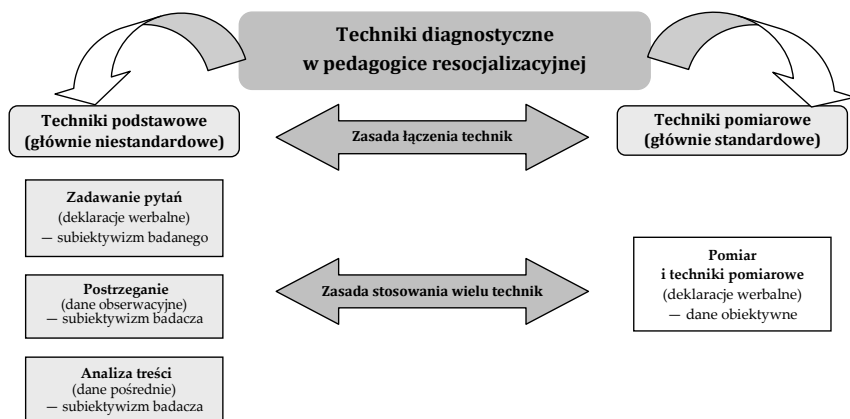 Techniki diagnostyczne
w pedagogice resocjalizacyjnej
Techniki podstawowe
(głównie niestandardowe)
Zasada łączenia technik
Techniki pomiarowe
(głównie standardowe)
Zadawanie pytań
(deklaracje werbalne)
— subiektywizm badanego
Postrzeganie
(dane obserwacyjne)
— subiektywizm badacza
Zasada stosowania wielu technik
Pomiar
i techniki pomiarowe
(deklaracje werbalne)
— dane obiektywne
Analiza treści
(dane pośrednie)
— subiektywizm badacza